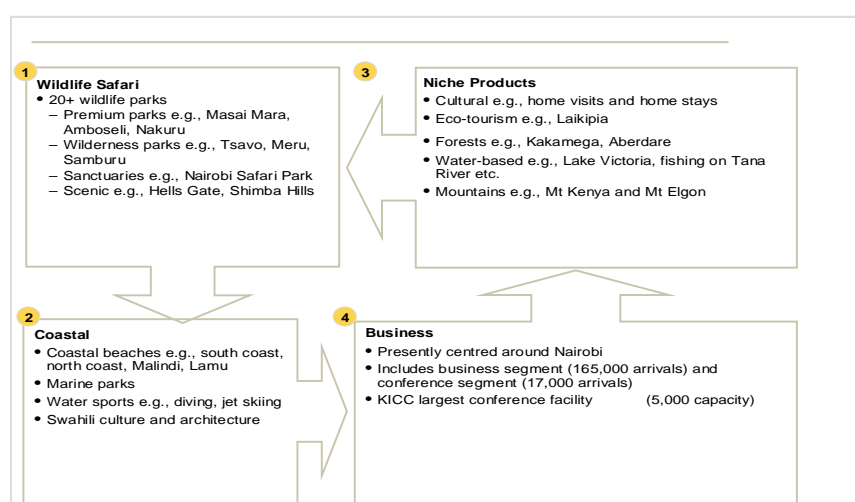 1
Wildlife Safari
• 20+ wildlife parks
– Premium parks e.g., Masai Mara,
Amboseli, Nakuru
– Wilderness parks e.g., Tsavo, Meru,
Samburu
– Sanctuaries e.g., Nairobi Safari Park
– Scenic e.g., Hells Gate, Shimba Hills
2
Coastal
• Coastal beaches e.g., south coast,
north coast, Malindi, Lamu
• Marine parks
• Water sports e.g., diving, jet skiing
• Swahili culture and architecture
3
Niche Products
• Cultural e.g., home visits and home stays
• Eco-tourism e.g., Laikipia
• Forests e.g., Kakamega, Aberdare
• Water-based e.g., Lake Victoria, fishing on Tana
River etc.
• Mountains e.g., Mt Kenya and Mt Elgon
4
Business
• Presently centred around Nairobi
• Includes business segment (165,000 arrivals) and
conference segment (17,000 arrivals)
• KICC largest conference facility (5,000 capacity)